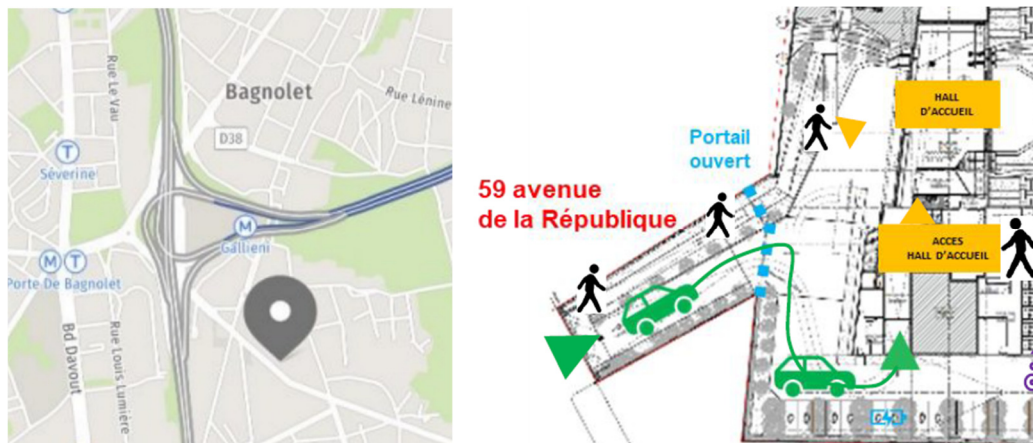 Rue Le Vau
Bagnolet
Rue Lénine
D38
T
Séverine
M
Gallieni
M T
Porte De Bagnolet
Bd Davout
Rue Louis Lumière
HALL
D'ACCUEIL
Portail
ouvert
59 avenue
de la République
ACCES
HALL D'ACCUEIL